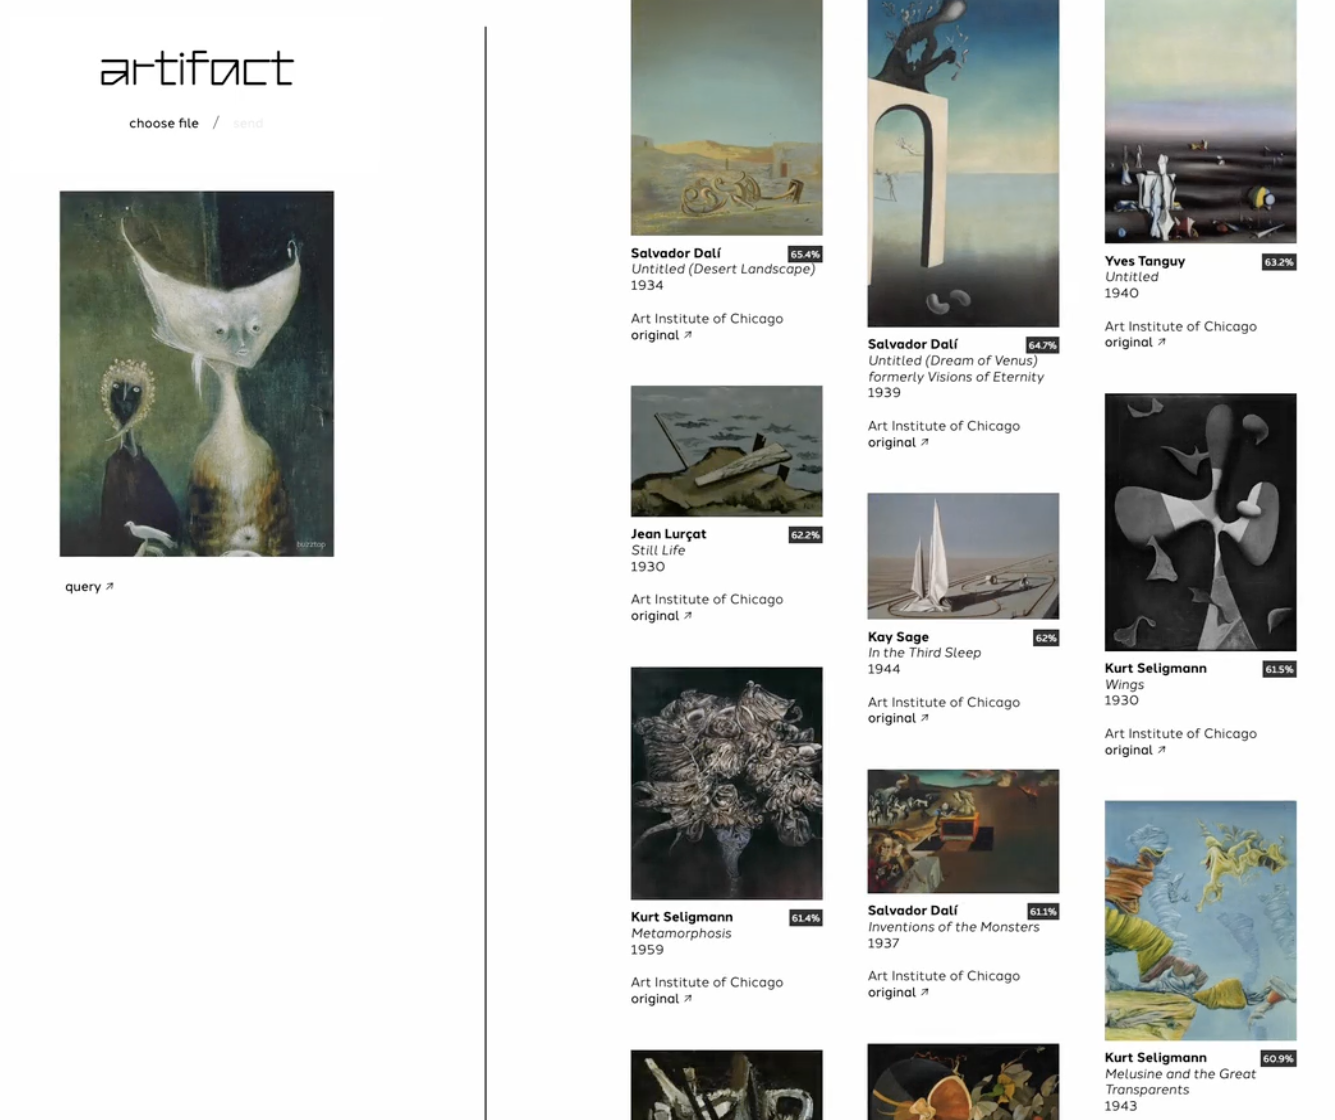 artifact
choose file / send
buzztop
query ↗
Salvador Dalí 65.4%
Untitled (Desert Landscape)
1934
Art Institute of Chicago
original ↗
Jean Lurçat 62.2%
Still Life
1930
Art Institute of Chicago
original ↗
Kurt Seligmann 61.4%
Metamorphosis
1959
Art Institute of Chicago
original ↗
Salvador Dalí 64.7%
Untitled (Dream of Venus)
formerly Visions of Eternity
1939
Art Institute of Chicago
original ↗
Kay Sage 62%
In the Third Sleep
1944
Art Institute of Chicago
original ↗
Salvador Dalí 61.1%
Inventions of the Monsters
1937
Art Institute of Chicago
original ↗
Yves Tanguy 63.2%
Untitled
1940
Art Institute of Chicago
original ↗
Kurt Seligmann 61.5%
Wings
1930
Art Institute of Chicago
original ↗
Kurt Seligmann 60.9%
Melusine and the Great
Transparents
1943